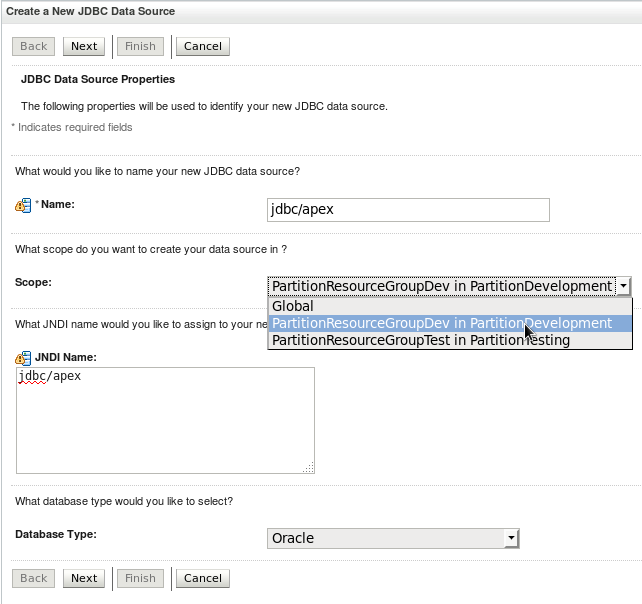 Create a New JDBC Data Source
Back Next Finish Cancel
JDBC Data Source Properties
The following properties will be used to identify your new JDBC data source.
* Indicates required fields
What would you like to name your new JDBC data source?
* Name: jdbc/apex
What scope do you want to create your data source in ?
Scope: PartitionResourceGroupDev in PartitionDevelopment
Global
What JNDI name would you like to assign to your ne PartitionResourceGroupDev in PartitionDevelopment
PartitionResourceGroupTest in PartitionTesting
JNDI Name:
jdbc/apex
What database type would you like to select?
Database Type: Oracle
Back Next Finish Cancel